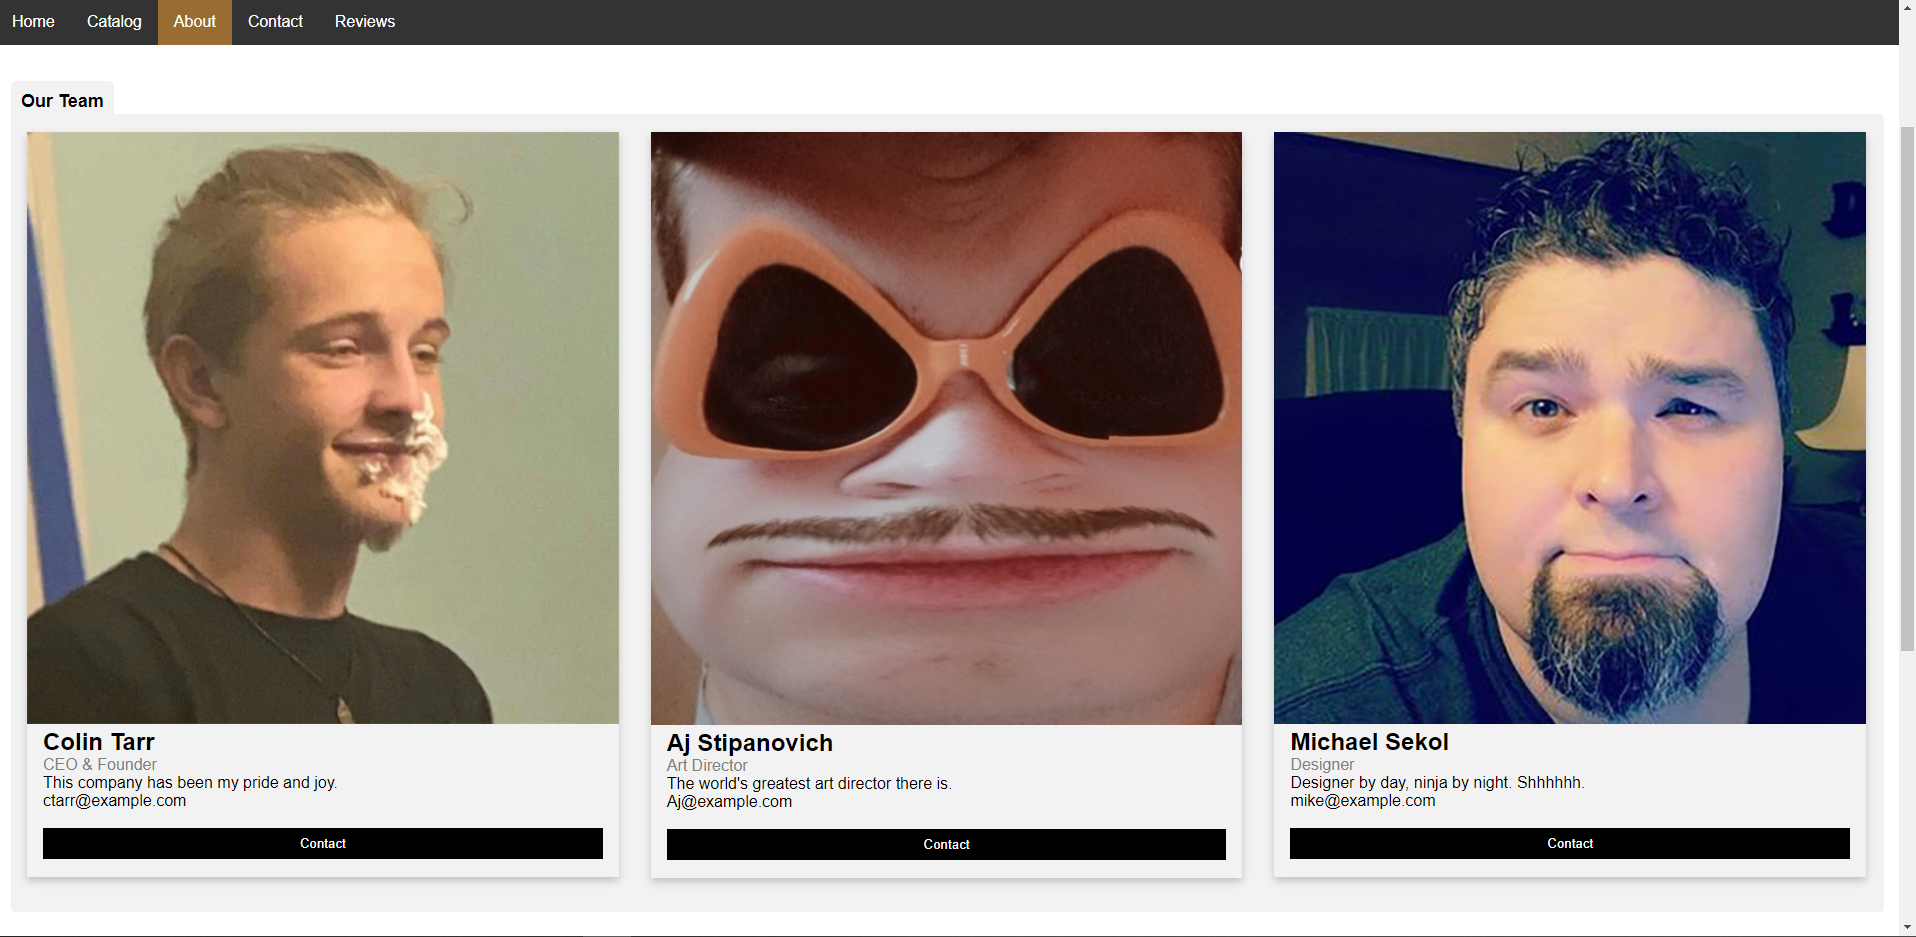 Home Catalog About Contact Reviews
Our Team
Colin Tarr
CEO & Founder
This company has been my pride and joy.
ctarr@example.com
Contact
Aj Stipanovich
Art Director
The world's greatest art director there is.
Aj@example.com
Contact
Michael Sekol
Designer
Designer by day, ninja by night. Shhhhhh.
mike@example.com
Contact